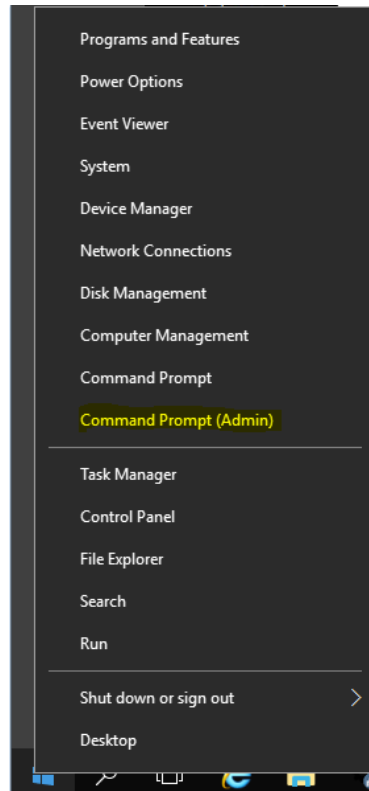 Programs and Features
Power Options
Event Viewer
System
Device Manager
Network Connections
Disk Management
Computer Management
Command Prompt
Command Prompt (Admin)
Task Manager
Control Panel
File Explorer
Search
Run
Shut down or sign out
Desktop